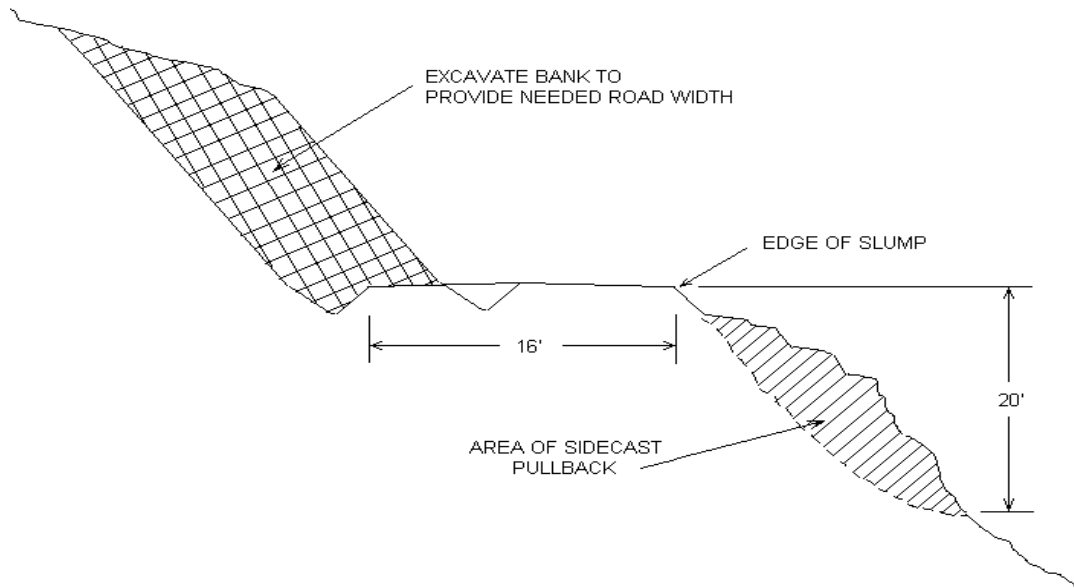 EXCAVATE BANK TO
PROVIDE NEEDED ROAD WIDTH
EDGE OF SLUMP
16'
20'
AREA OF SIDECAST
PULLBACK